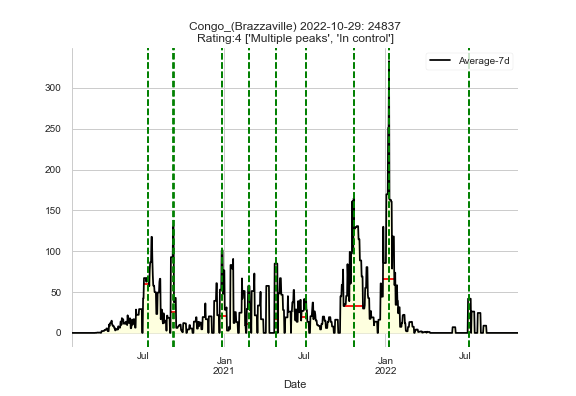 Congo_(Brazzaville) 2022-10-29: 24837
Rating:4 ['Multiple peaks', 'In control']
Average-7d
300
250
200
150
100
50
0
Jul
Jan
2021
Jul
Jan
2022
Jul
Date